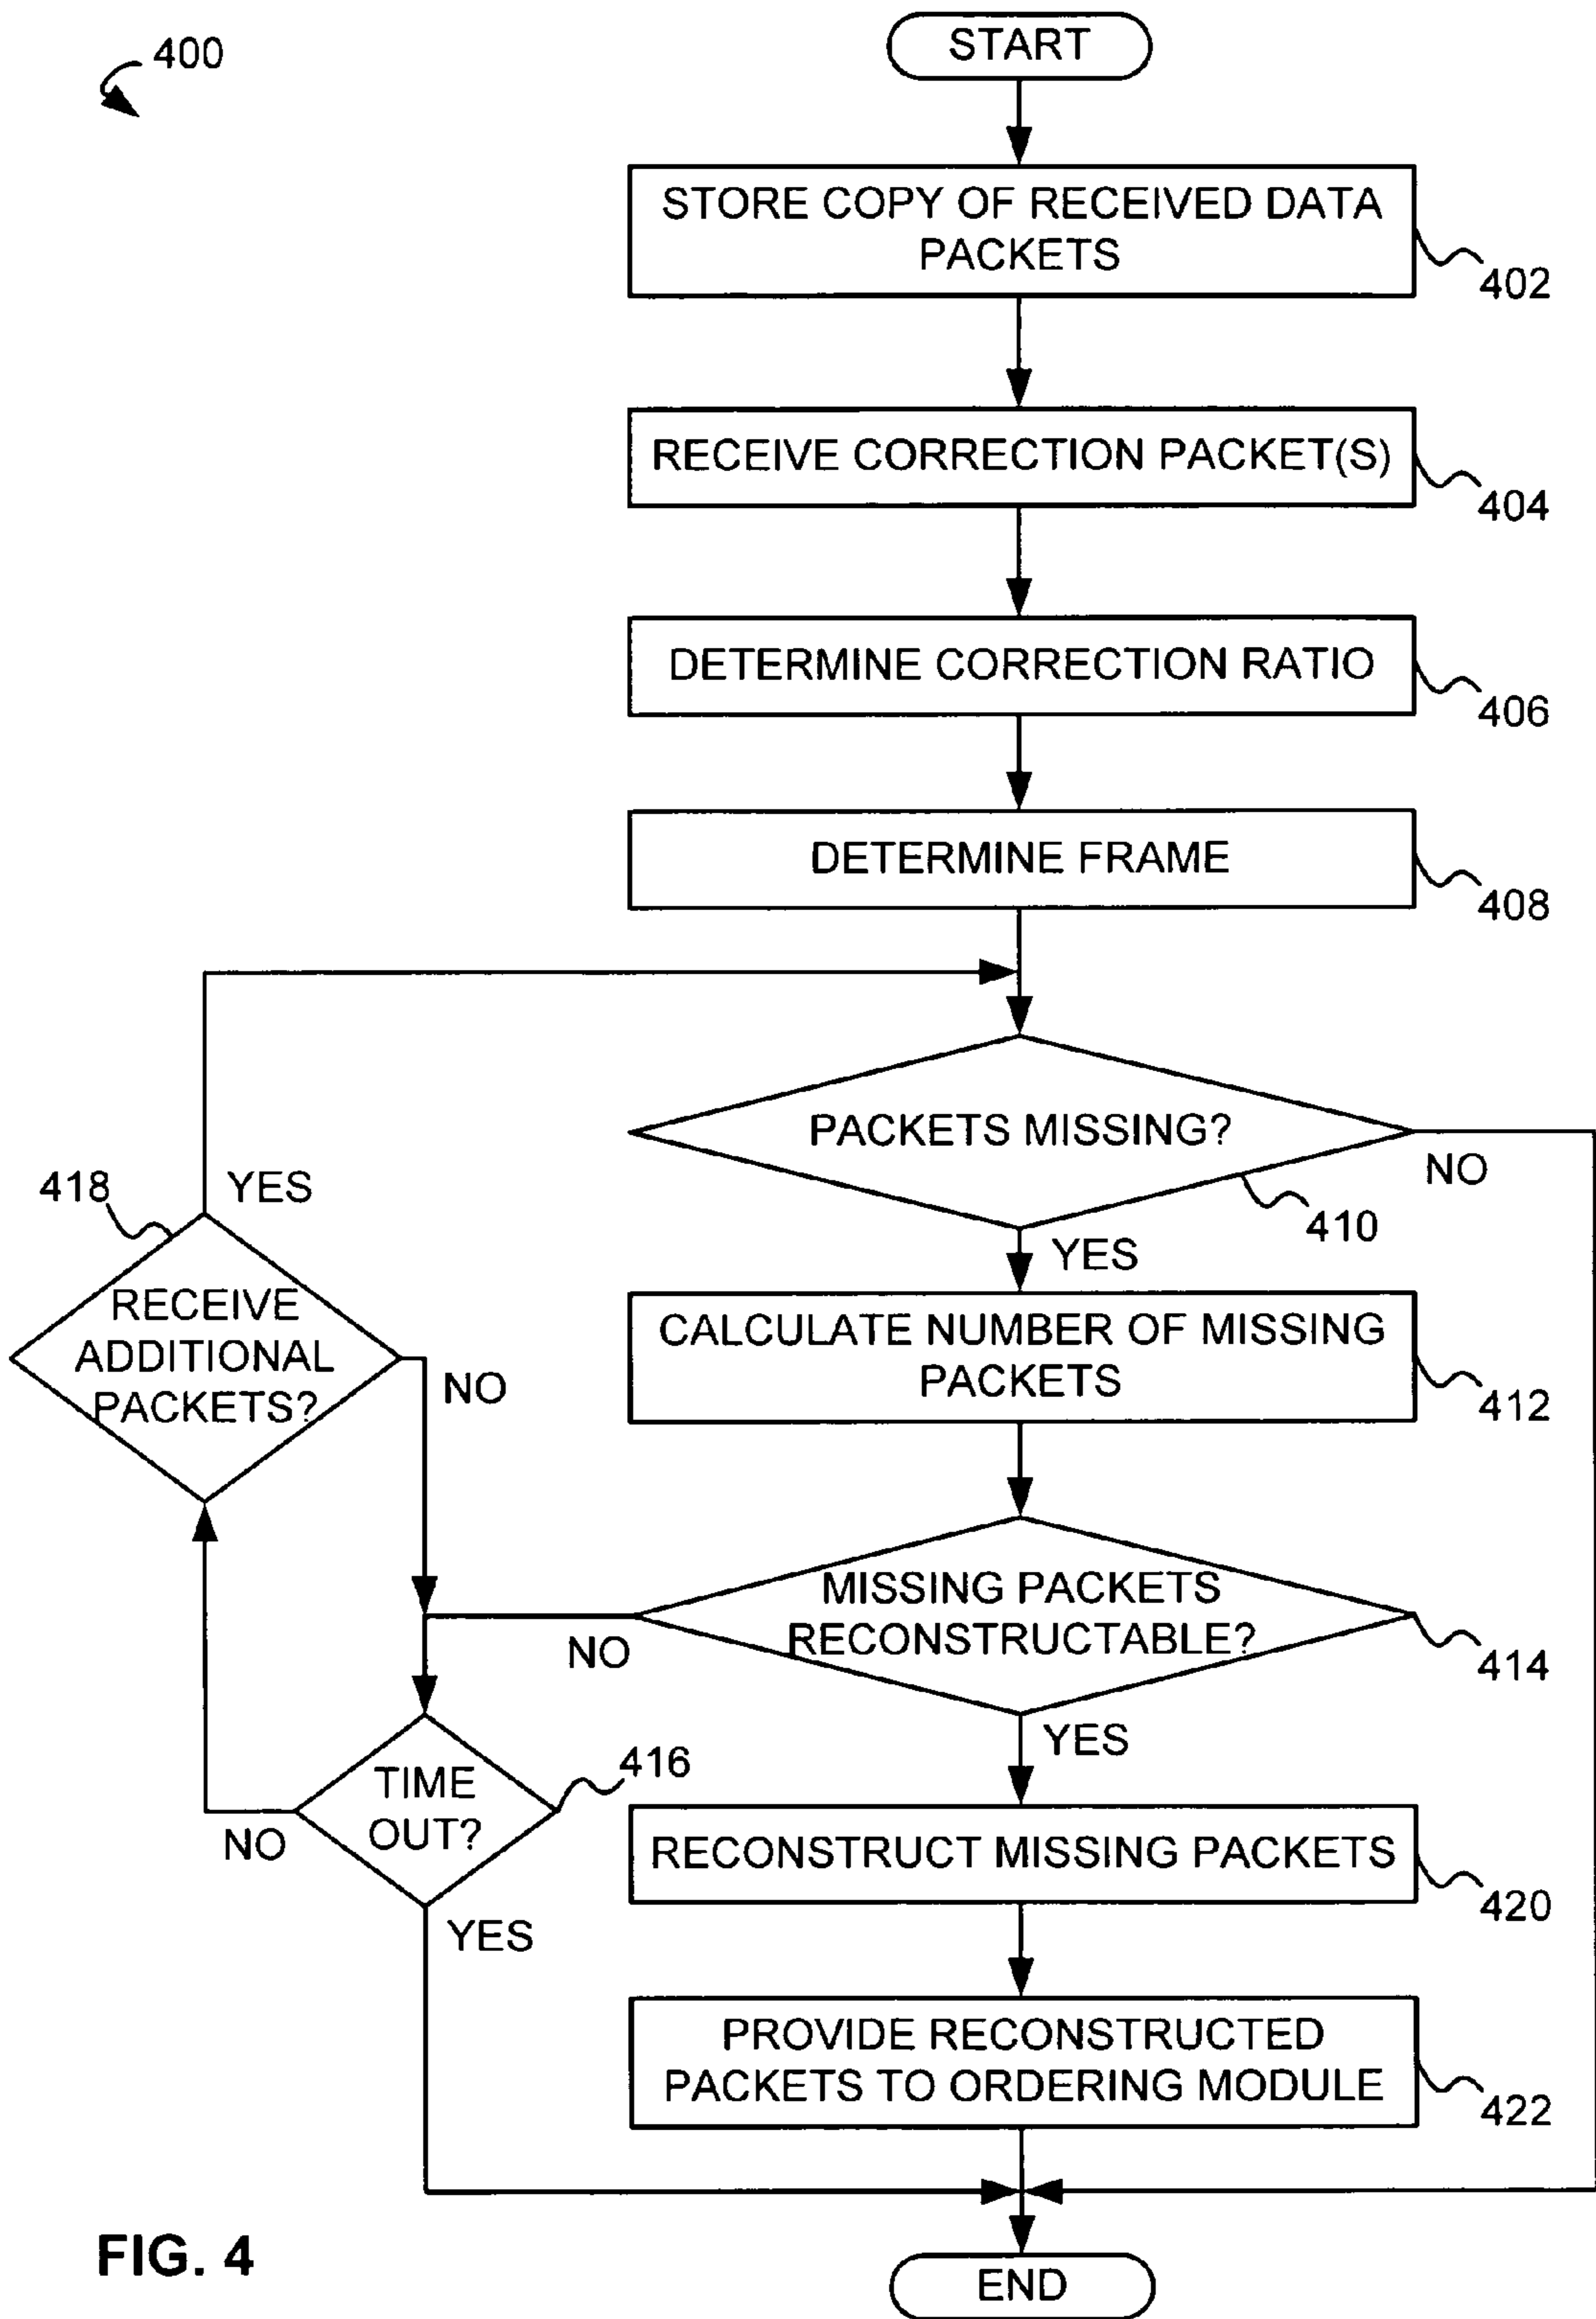 400
START
STORE COPY OF RECEIVED DATA
PACKETS
402
RECEIVE CORRECTION PACKET(S)
404
DETERMINE CORRECTION RATIO
406
DETERMINE FRAME
408
PACKETS MISSING?
NO
410
YES
418
YES
RECEIVE
ADDITIONAL
PACKETS?
NO
CALCULATE NUMBER OF MISSING
PACKETS
412
MISSING PACKETS
RECONSTRUCTABLE?
NO
414
YES
TIME
OUT?
416
NO
YES
RECONSTRUCT MISSING PACKETS
420
PROVIDE RECONSTRUCTED
PACKETS TO ORDERING MODULE
422
FIG. 4
END